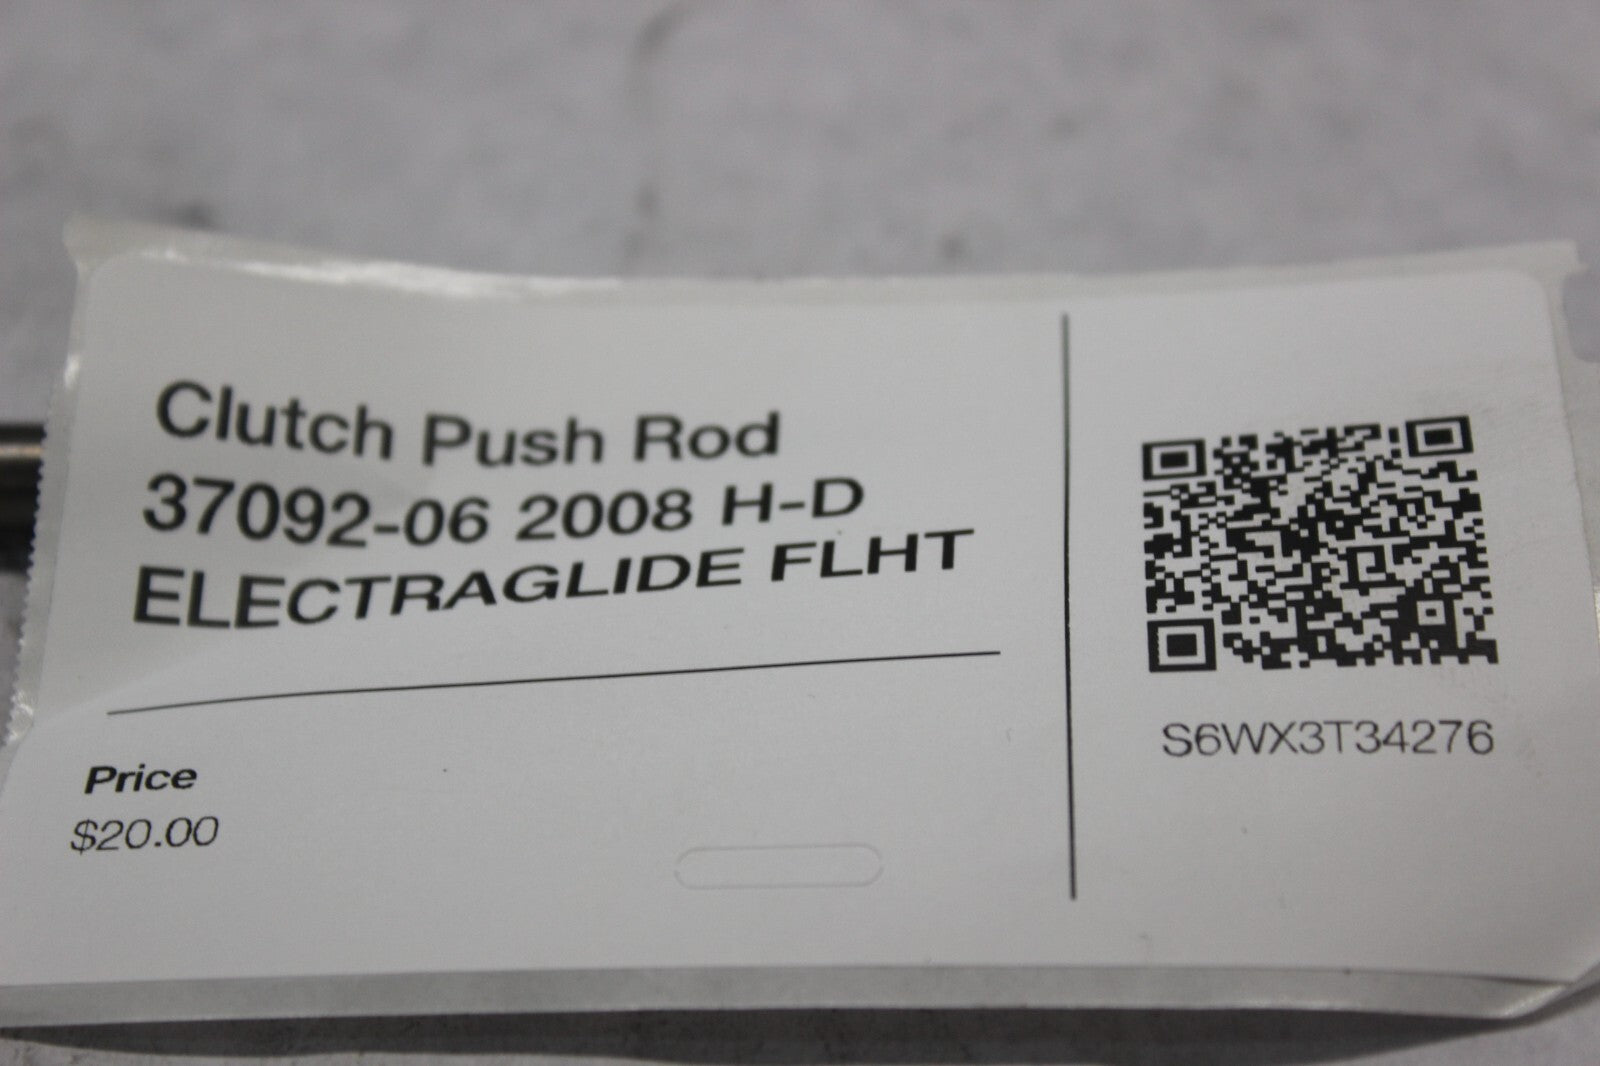 Clutch Push Rod
37092-06 2008 H-D
ELECTRAGLIDE FLHT
Price
$20.00
S6WX3T34276